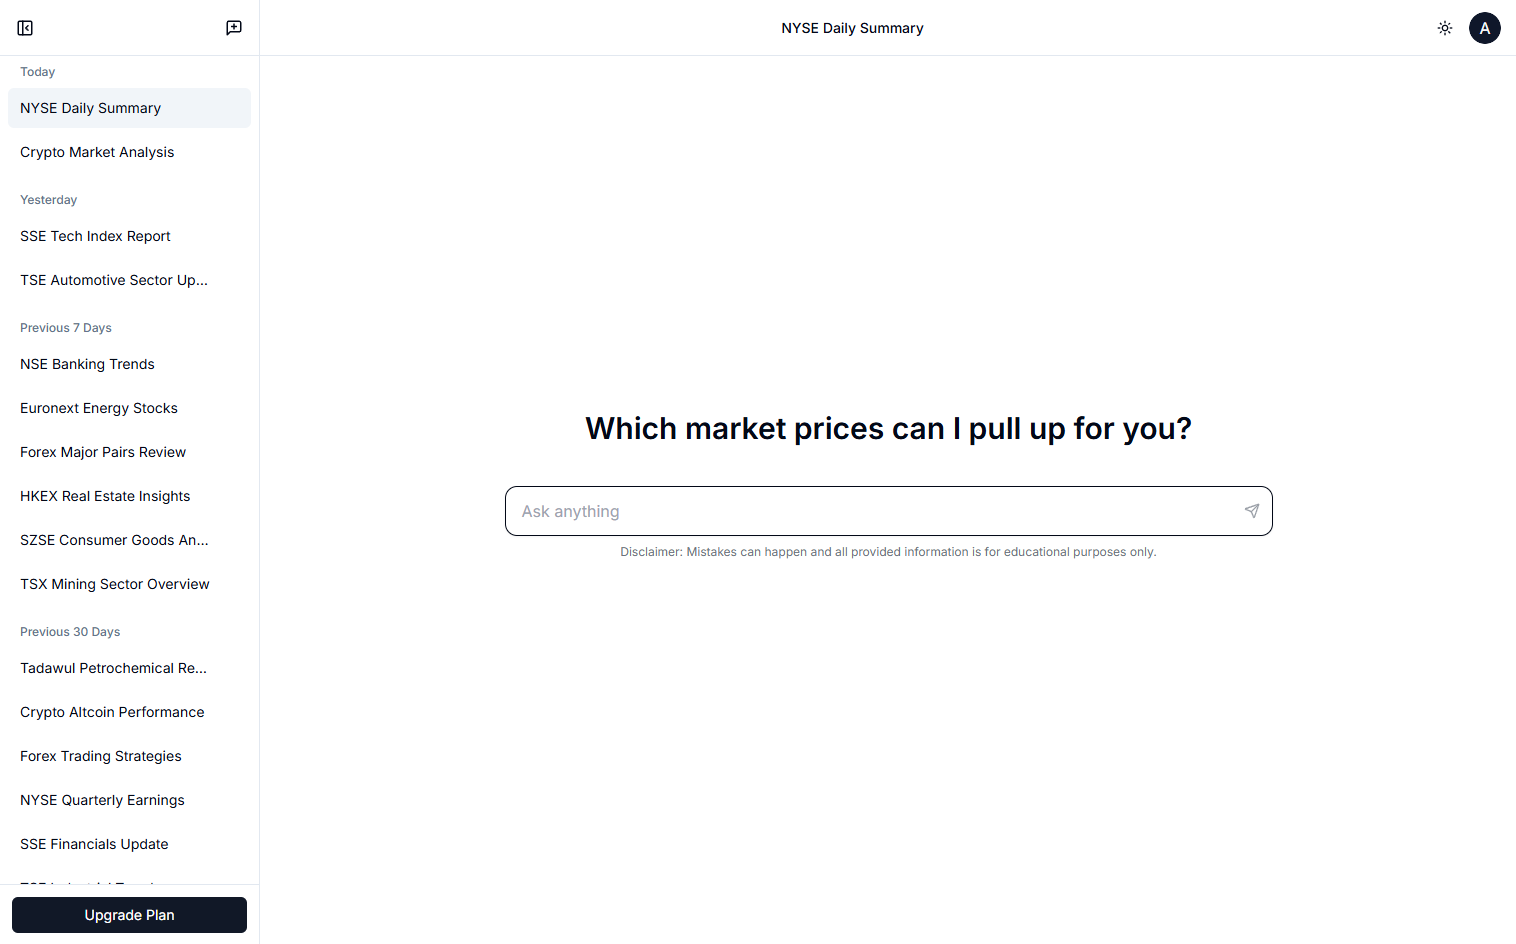 NYSE Daily Summary
A
Today
NYSE Daily Summary
Crypto Market Analysis
Yesterday
SSE Tech Index Report
TSE Automotive Sector Up...
Previous 7 Days
NSE Banking Trends
Euronext Energy Stocks
Forex Major Pairs Review
HKEX Real Estate Insights
SZSE Consumer Goods An...
TSX Mining Sector Overview
Previous 30 Days
Tadawul Petrochemical Re...
Crypto Altcoin Performance
Forex Trading Strategies
NYSE Quarterly Earnings
SSE Financials Update
Upgrade Plan
Which market prices can I pull up for you?
Ask anything
Disclaimer: Mistakes can happen and all provided information is for educational purposes only.